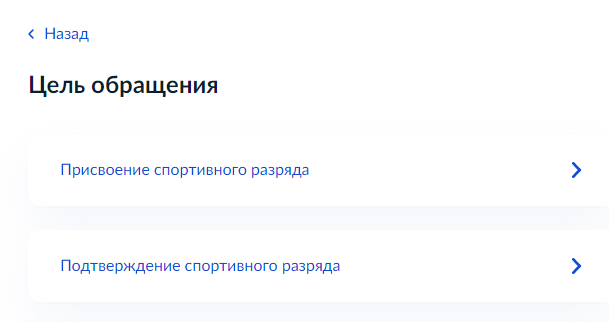 Назад
Цель обращения
Присвоение спортивного разряда
Подтверждение спортивного разряда